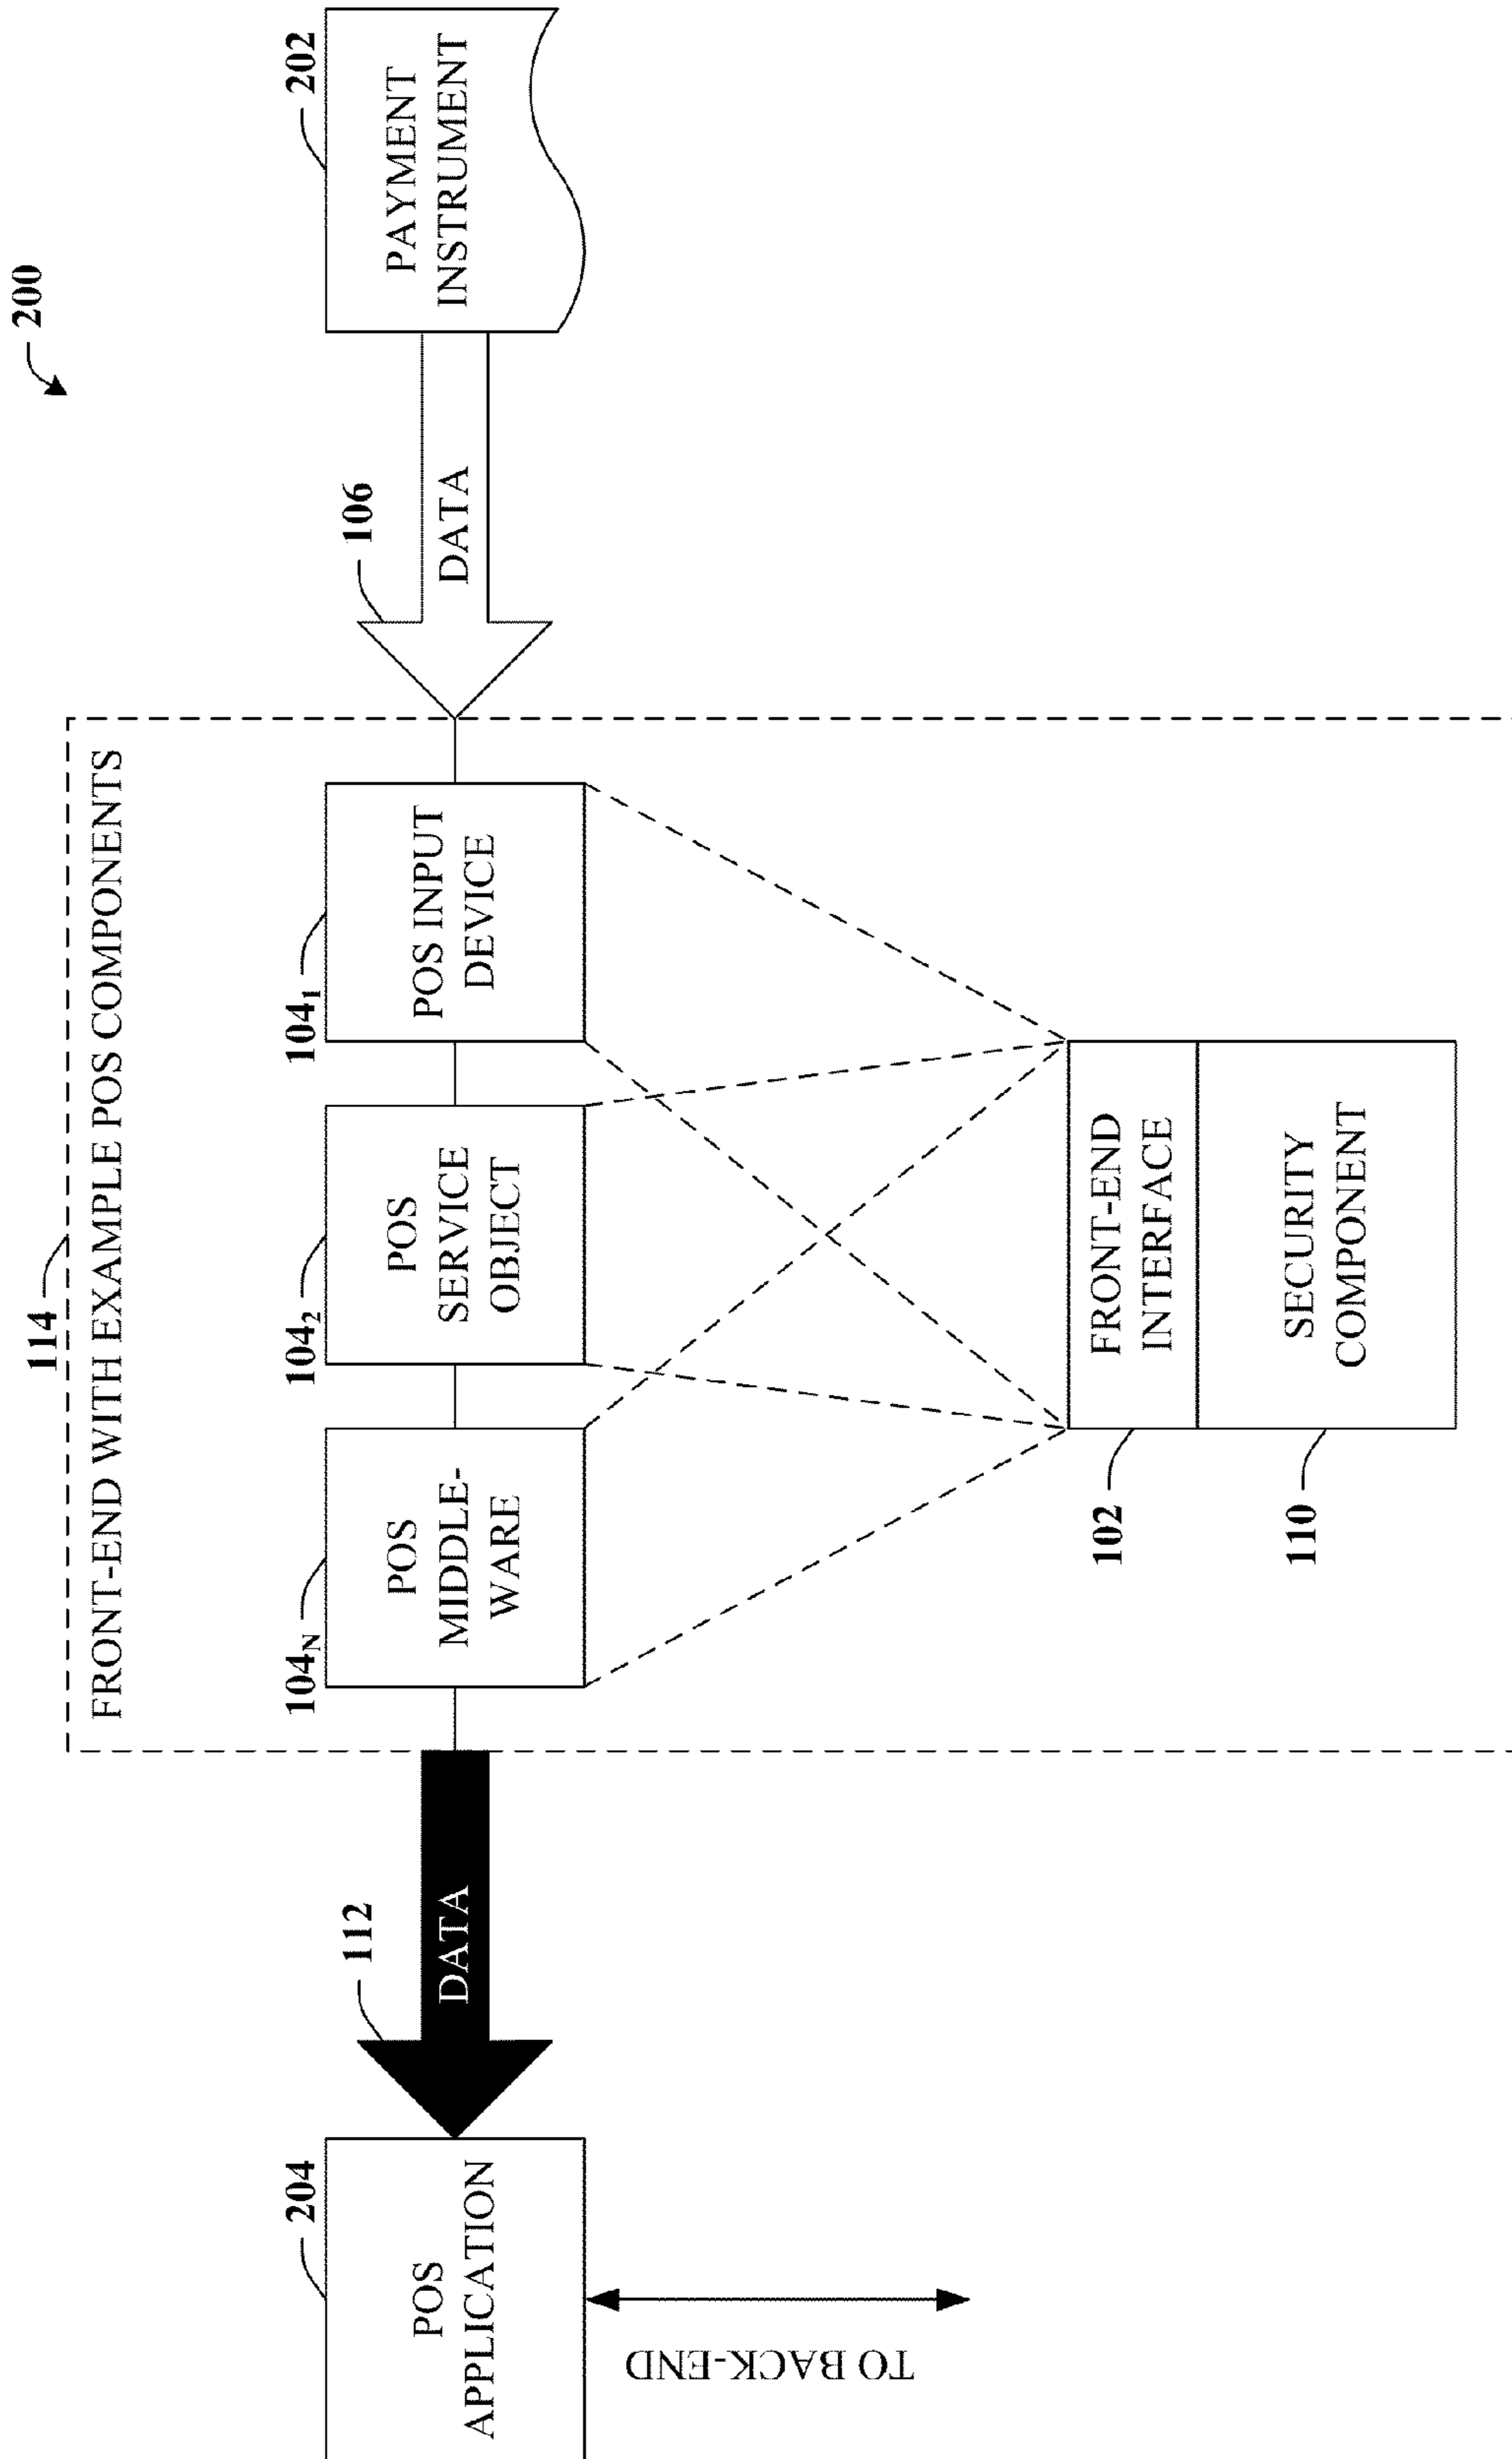 200
114
FRONT-END WITH EXAMPLE POS COMPONENTS
204
POS
APPLICATION
TO BACK-END
112
DATA
104N
POS
MIDDLE-
WARE
1042
POS
SERVICE
OBJECT
1041
POS INPUT
DEVICE
106
DATA
202
PAYMENT
INSTRUMENT
102
FRONT-END
INTERFACE
110
SECURITY
COMPONENT